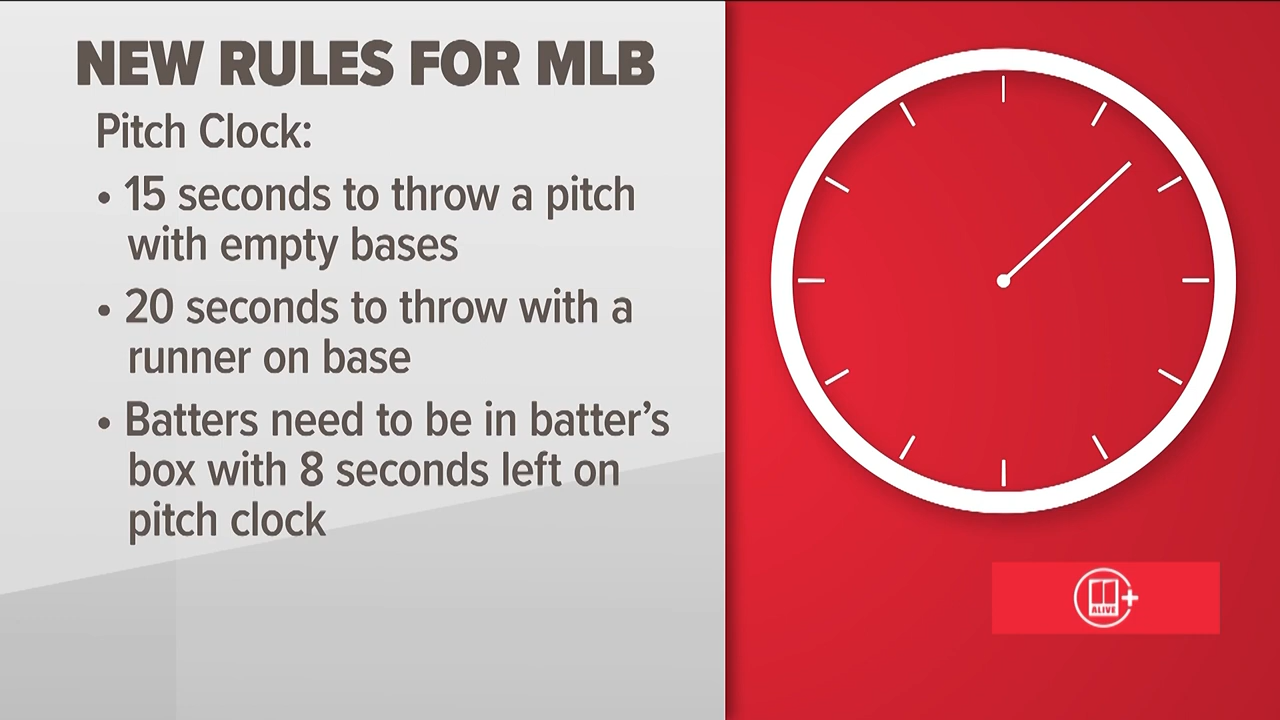 NEW RULES FOR MLB
Pitch Clock:
• 15 seconds to throw a pitch
with empty bases
• 20 seconds to throw with a
runner on base
• Batters need to be in batter’s
box with 8 seconds left on
pitch clock
11 ALIVE +